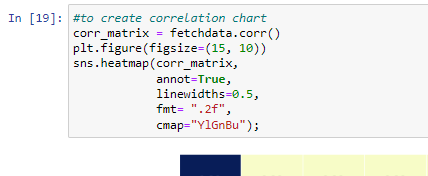 In [19]: #to create correlation chart
corr_matrix = fetchdata.corr()
plt.figure(figsize=(15, 10))
sns.heatmap(corr_matrix,
            annot=True,
            linewidths=0.5,
            fmt= ".2f",
            cmap="YlGnBu");